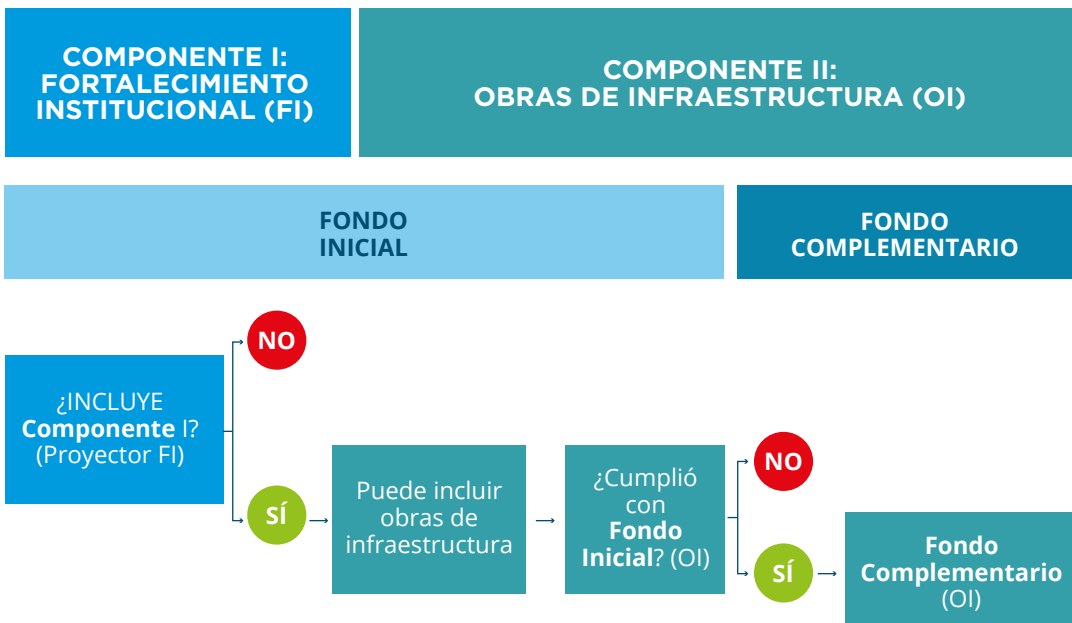 COMPONENTE I:
FORTALECIMIENTO
INSTITUCIONAL (FI)
COMPONENTE II:
OBRAS DE INFRAESTRUCTURA (OI)
FONDO
INICIAL
FONDO
COMPLEMENTARIO
¿INCLUYE
Componente I?
(Proyector FI)
NO
SÍ
Puede incluir
obras de
infraestructura
¿Cumplió
con
Fondo
Inicial? (OI)
NO
SÍ
Fondo
Complementario
(OI)